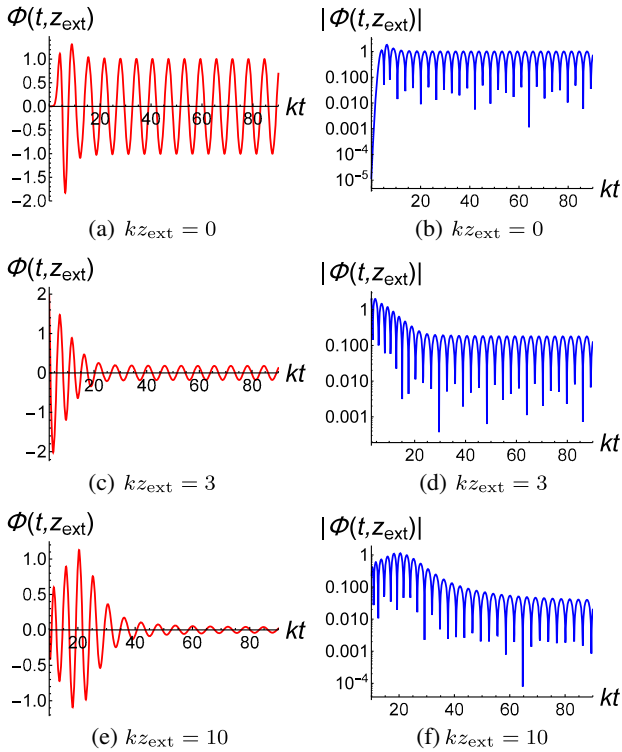 Φ(t,z_ext)
1.0
0.5
0.0
−0.5
−1.0
−1.5
−2.0
20 40 60 80 kt
(a) kz_ext = 0
|Φ(t,z_ext)|
1
0.100
0.010
0.001
10⁻⁴
10⁻⁵
0 20 40 60 80 kt
(b) kz_ext = 0
Φ(t,z_ext)
2
1
0
−1
−2
20 40 60 80 kt
(c) kz_ext = 3
|Φ(t,z_ext)|
1
0.100
0.010
0.001
20 40 60 80 kt
(d) kz_ext = 3
Φ(t,z_ext)
1.0
0.5
0.0
−0.5
−1.0
20 40 60 80 kt
(e) kz_ext = 10
|Φ(t,z_ext)|
1
0.100
0.010
0.001
10⁻⁴
20 40 60 80 kt
(f) kz_ext = 10